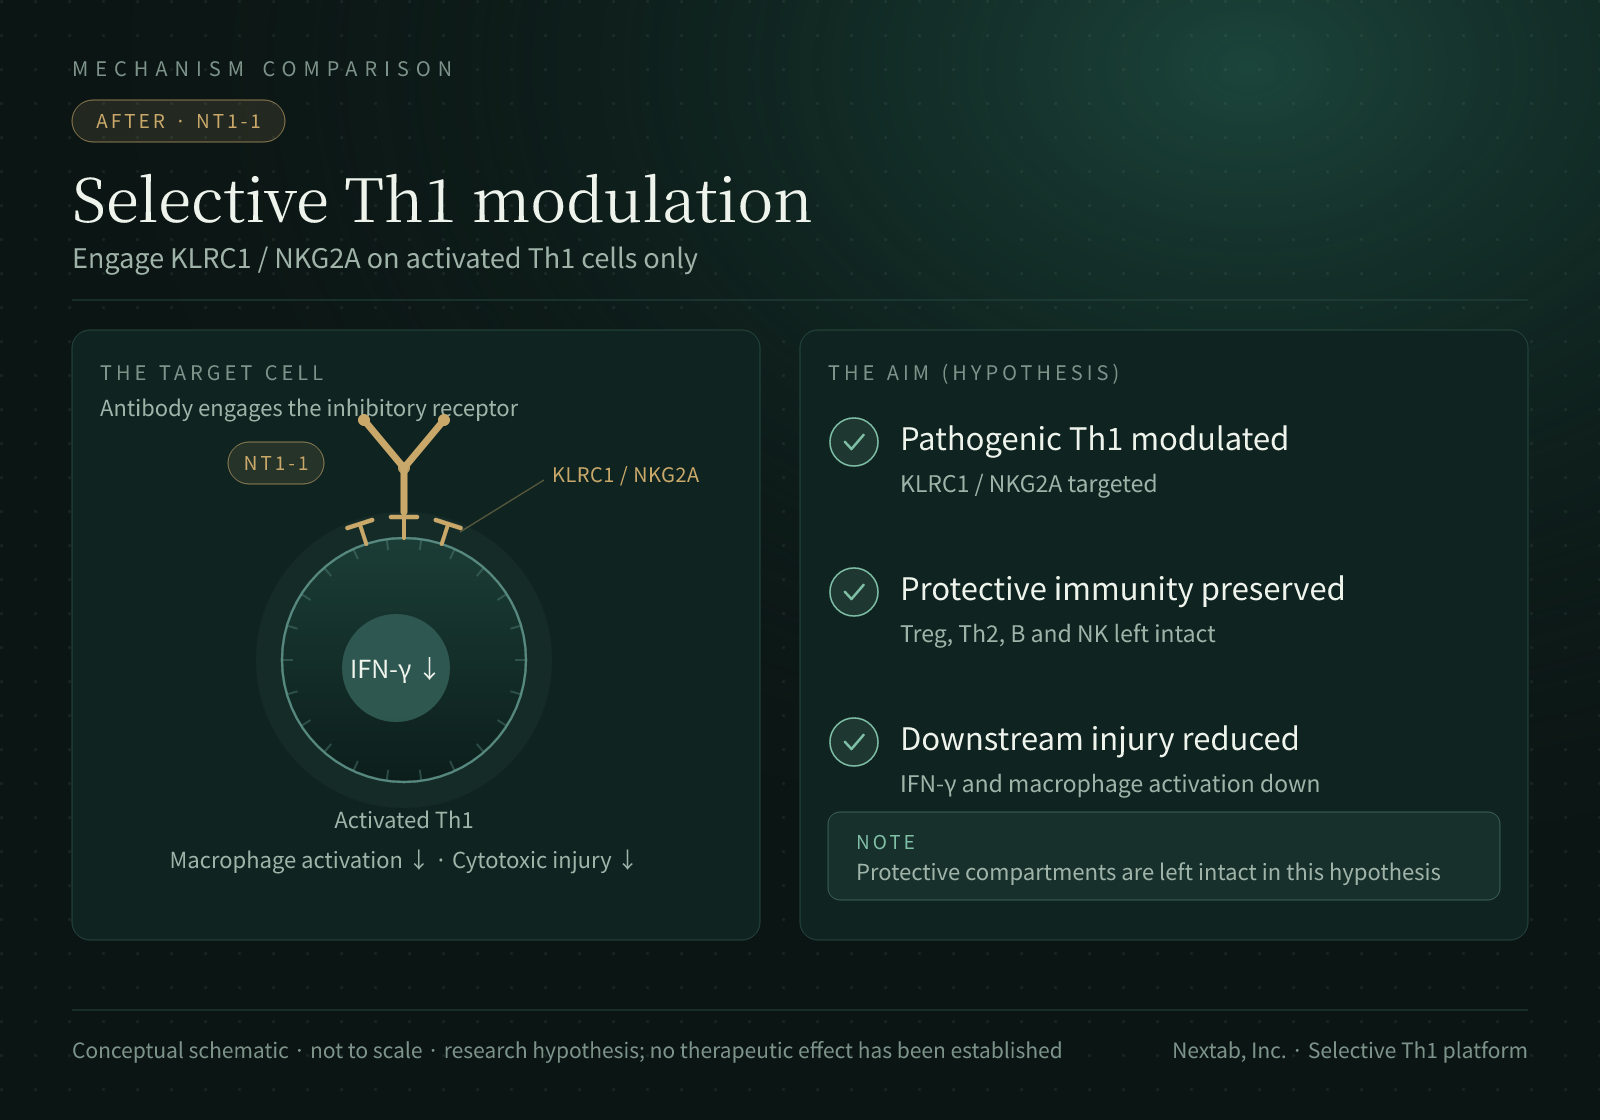 MECHANISM COMPARISON
AFTER · NT1-1
Selective Th1 modulation
Engage KLRC1 / NKG2A on activated Th1 cells only
THE TARGET CELL
Antibody engages the inhibitory receptor
NT1-1
KLRC1 / NKG2A
IFN-γ ↓
Activated Th1
Macrophage activation ↓ · Cytotoxic injury ↓
THE AIM (HYPOTHESIS)
Pathogenic Th1 modulated
KLRC1 / NKG2A targeted
Protective immunity preserved
Treg, Th2, B and NK left intact
Downstream injury reduced
IFN-γ and macrophage activation down
NOTE
Protective compartments are left intact in this hypothesis
Conceptual schematic · not to scale · research hypothesis; no therapeutic effect has been established
Nextab, Inc. · Selective Th1 platform